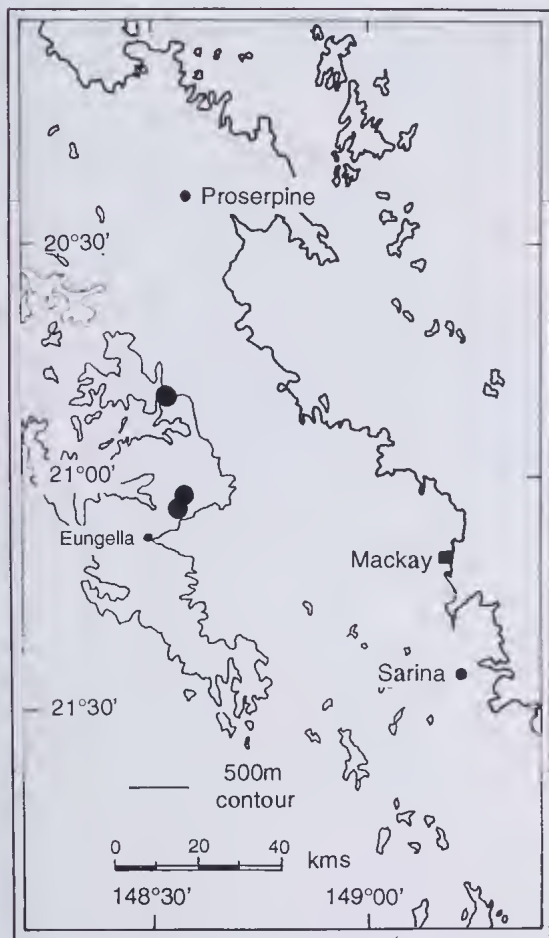 Proserpine
20°30'
21°00'
Eungella
Mackay
Sarina
21°30'
500m
contour
0 20 40
kms
148°30' 149°00'